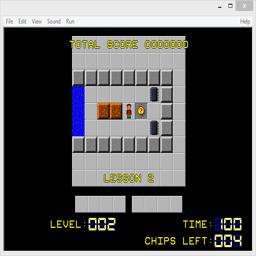 File Edit View Sound Run Help
TOTAL SCORE 0000000
?
LESSON 2
LEVEL: 002 TIME: 100
CHIPS LEFT: 004